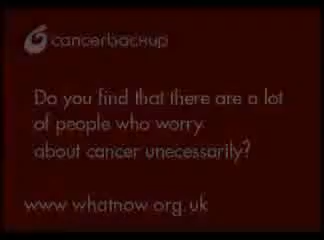 cancerbackup
Do you find that there are a lot
of people who worry
about cancer unecessarily?
www.whatnow.org.uk